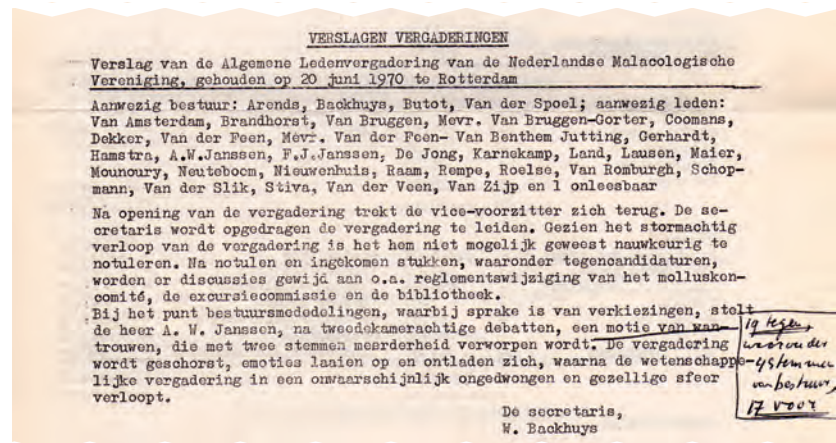 VERSLAGEN VERGADERINGEN
Verslag van de Algemene Ledenvergadering van de Nederlandse Malacologische
Vereniging, gehouden op 20 juni 1970 te Rotterdam
Aanwezig bestuur: Arends, Backhuys, Butot, Van der Spoel; aanwezig leden:
Van Amsterdam, Brandhorst, Van Bruggen, Mevr. Van Bruggen-Gorter, Coomans,
Dekker, Van der Feen, Mevr. Van der Feen- Van Benthem Jutting, Gerhardt,
Hamstra, A.W.Janssen, F.J.Janssen, De Jong, Karnekamp, Land, Lausen, Maier,
Mounoury, Neuteboom, Nieuwenhuis, Raam, Rempe, Roelse, Van Romburgh, Schop-
mann, Van der Slik, Stiva, Van der Veen, Van Zijp en 1 onleesbaar
Na opening van de vergadering trekt de vice-voorzitter zich terug. De se-
cretaris wordt opgedragen de vergadering te leiden. Gezien het stormachtig
verloop van de vergadering is het hem niet mogelijk geweest nauwkeurig te
notuleren. Na notulen en ingekomen stukken, waaronder tegencandidaturen,
worden er discussies gewijd aan o.a. reglementswijziging van het mollusken-
comité, de excursiecommissie en de bibliotheek.
Bij het punt bestuursmededelingen, waarbij sprake is van verkiezingen, stelt
de heer A. W. Janssen, na tweedekamerachtige debatten, een motie van wan-
trouwen, die met twee stemmen meerderheid verworpen wordt. De vergadering
wordt geschorst, emoties laaien op en ontladen zich, waarna de wetenschappe-
lijke vergadering in een onwaarschijnlijk ongedwongen en gezellige sfeer
verloopt.
De secretaris,
W. Backhuys
19 tegen,
waaronder
4 stemmen
van bestuur,
17 voor